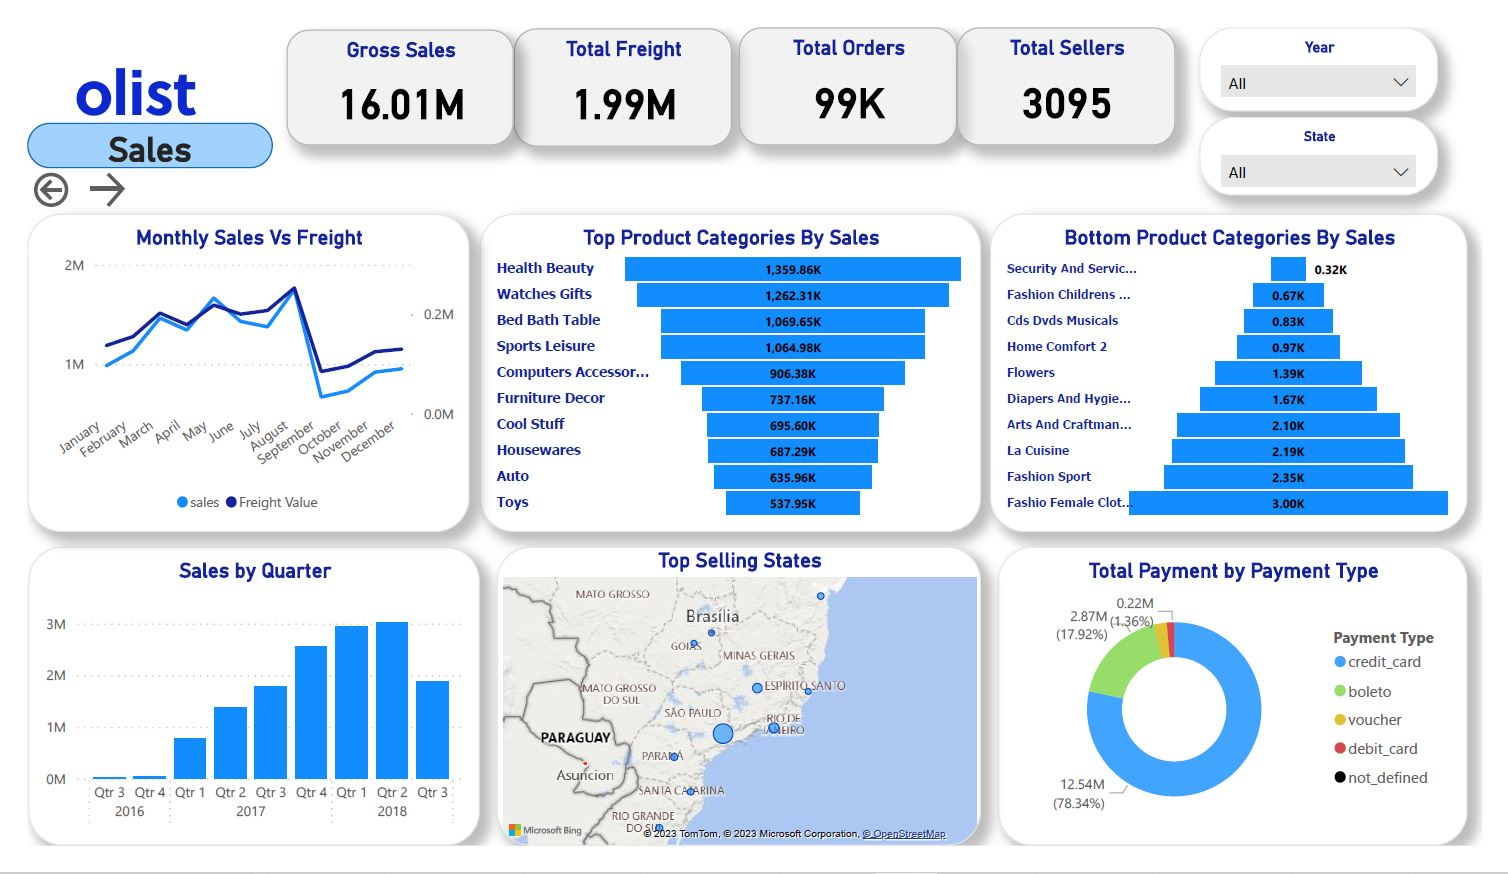 olist
Sales
Gross Sales
16.01M
Total Freight
1.99M
Total Orders
99K
Total Sellers
3095
Year
All
State
All
Monthly Sales Vs Freight
2M
1M
0.2M
0.0M
January
February
March
April
May
June
July
August
September
October
November
December
sales
Freight Value
Top Product Categories By Sales
Health Beauty 1,359.86K
Watches Gifts 1,262.31K
Bed Bath Table 1,069.65K
Sports Leisure 1,064.98K
Computers Accessor... 906.38K
Furniture Decor 737.16K
Cool Stuff 695.60K
Housewares 687.29K
Auto 635.96K
Toys 537.95K
Bottom Product Categories By Sales
Security And Servic... 0.32K
Fashion Childrens ... 0.67K
Cds Dvds Musicals 0.83K
Home Comfort 2 0.97K
Flowers 1.39K
Diapers And Hygie... 1.67K
Arts And Craftman... 2.10K
La Cuisine 2.19K
Fashion Sport 2.35K
Fashio Female Clot... 3.00K
Sales by Quarter
3M
2M
1M
0M
Qtr 3 Qtr 4 Qtr 1 Qtr 2 Qtr 3 Qtr 4 Qtr 1 Qtr 2 Qtr 3
2016 2017 2018
Top Selling States
MATO GROSSO
Brasília
GOIÁS
MINAS GERAIS
MATO GROSSO
DO SUL
ESPÍRITO SANTO
SÃO PAULO
RIO DE
JANEIRO
PARAGUAY
PARANÁ
Asuncion
SANTA CATARINA
RIO GRANDE
DO SUL
Microsoft Bing
© 2023 TomTom, © 2023 Microsoft Corporation, © OpenStreetMap
Total Payment by Payment Type
0.22M
(1.36%)
2.87M
(17.92%)
12.54M
(78.34%)
Payment Type
credit_card
boleto
voucher
debit_card
not_defined